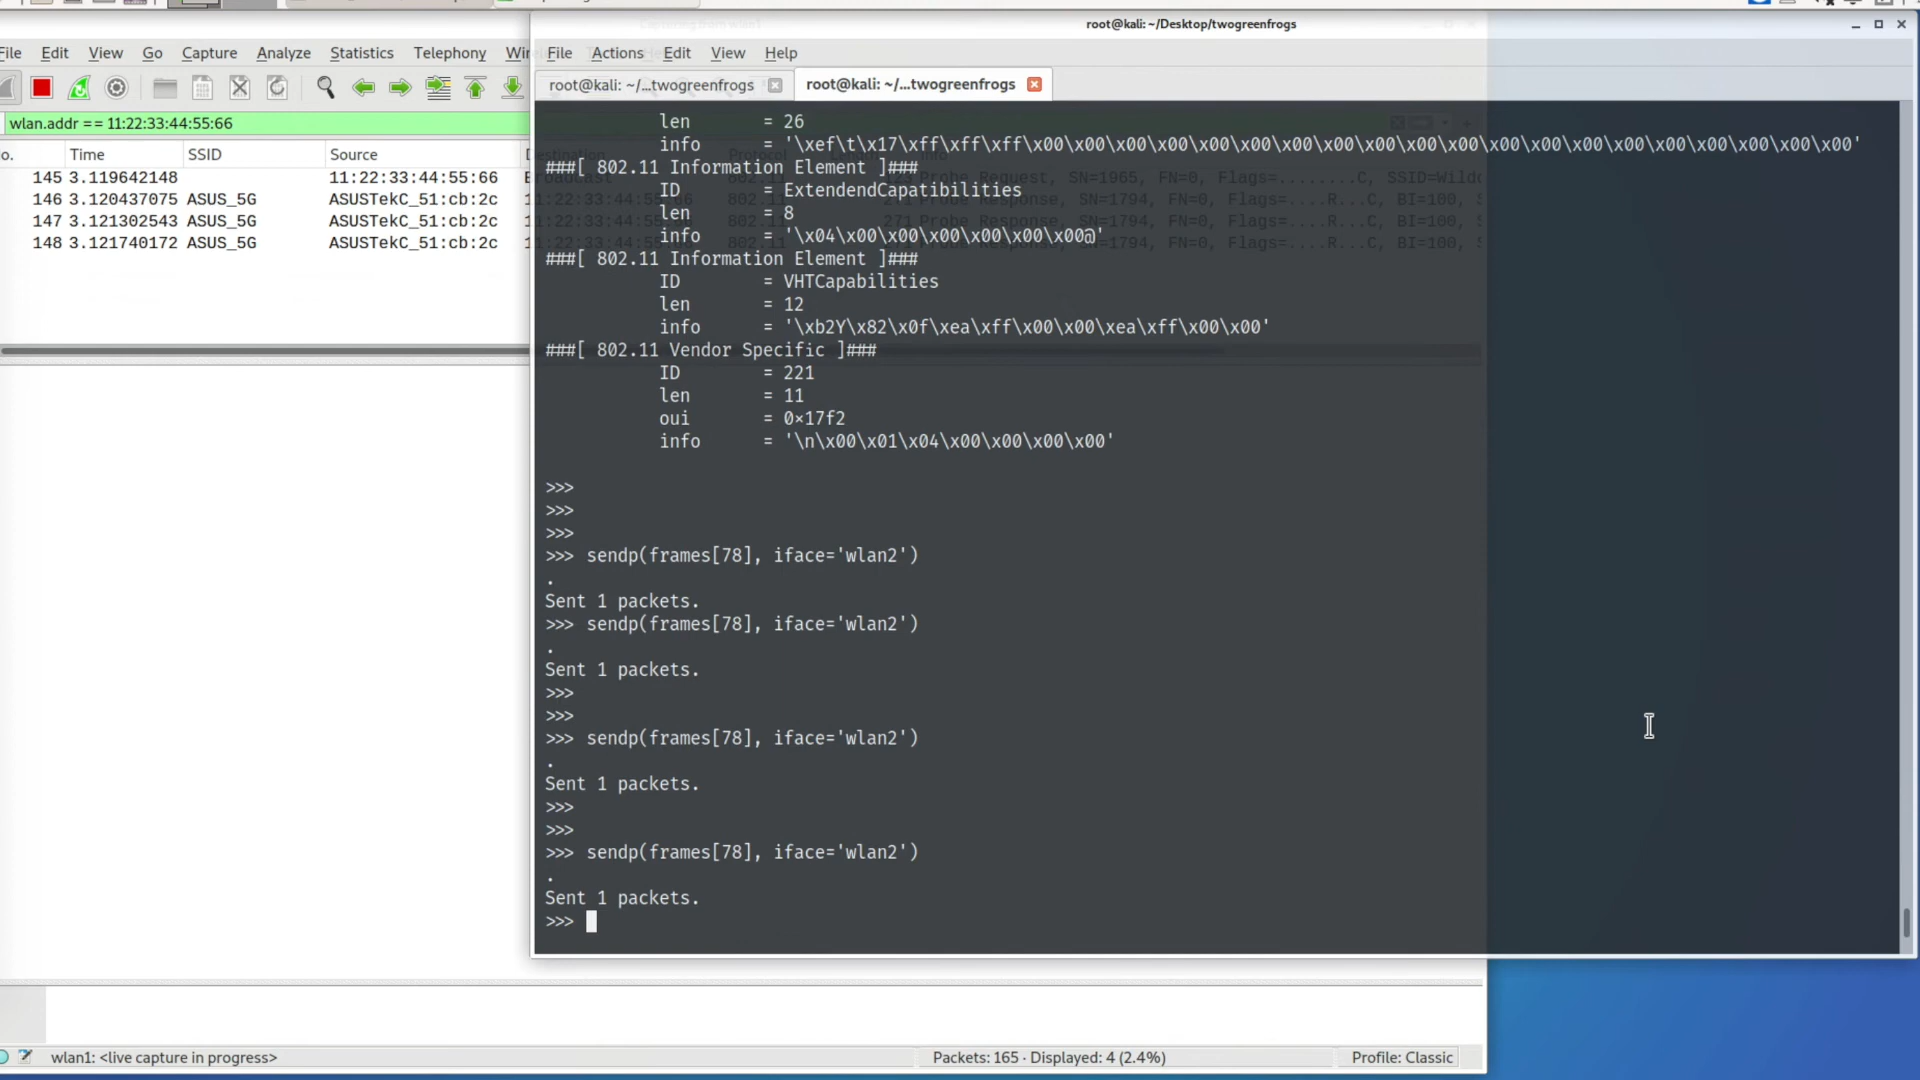 root@kali: ~/Desktop/twogreenfrogs
File Edit View Go Capture Analyze Statistics Telephony
File Actions Edit View Help
root@kali: ~/...twogreenfrogs
root@kali: ~/...twogreenfrogs
wlan.addr == 11:22:33:44:55:66
o. Time SSID Source Destination Protocol
145 3.119642148 11:22:33:44:55:66
146 3.120437075 ASUS_5G ASUSTekC_51:cb:2c
147 3.121302543 ASUS_5G ASUSTekC_51:cb:2c
148 3.121740172 ASUS_5G ASUSTekC_51:cb:2c
len = 26
info = '\xef\t\x17\xff\xff\xff\x00\x00\x00\x00\x00\x00\x00\x00\x00\x00\x00\x00\x00\x00\x00\x00\x00\x00\x00\x00'
###[ 802.11 Information Element ]###
ID = ExtendendCapatibilities
len = 8
info = '\x04\x00\x00\x00\x00\x00\x00@'
###[ 802.11 Information Element ]###
ID = VHTCapabilities
len = 12
info = '\xb2Y\x82\x0f\xea\xff\x00\x00\xea\xff\x00\x00'
###[ 802.11 Vendor Specific ]###
ID = 221
len = 11
oui = 0×17f2
info = '\n\x00\x01\x04\x00\x00\x00\x00'
>>>
>>>
>>>
>>> sendp(frames[78], iface='wlan2')
.
Sent 1 packets.
>>> sendp(frames[78], iface='wlan2')
.
Sent 1 packets.
>>>
>>>
>>> sendp(frames[78], iface='wlan2')
.
Sent 1 packets.
>>>
>>>
>>> sendp(frames[78], iface='wlan2')
.
Sent 1 packets.
>>>
wlan1: <live capture in progress> Packets: 165 · Displayed: 4 (2.4%) Profile: Classic